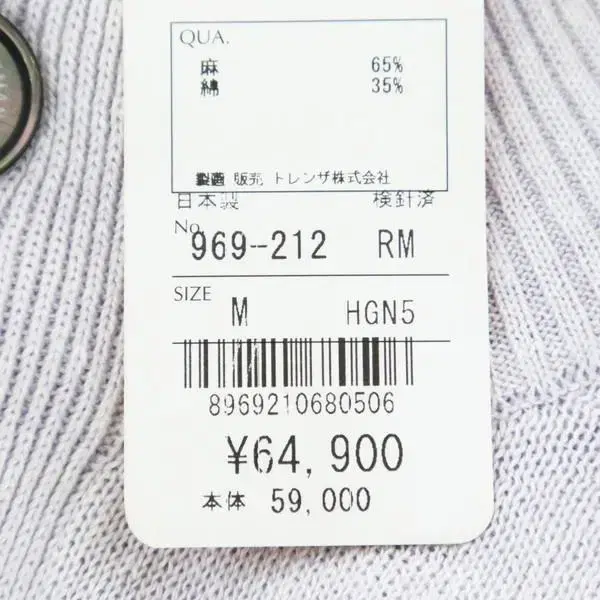 QUA.
麻 65%
綿 35%
製造 販売 トレンザ株式会社
日本製 検針済
No. 969-212 RM
SIZE M HGN5
8969210680506
¥64,900
本体 59,000